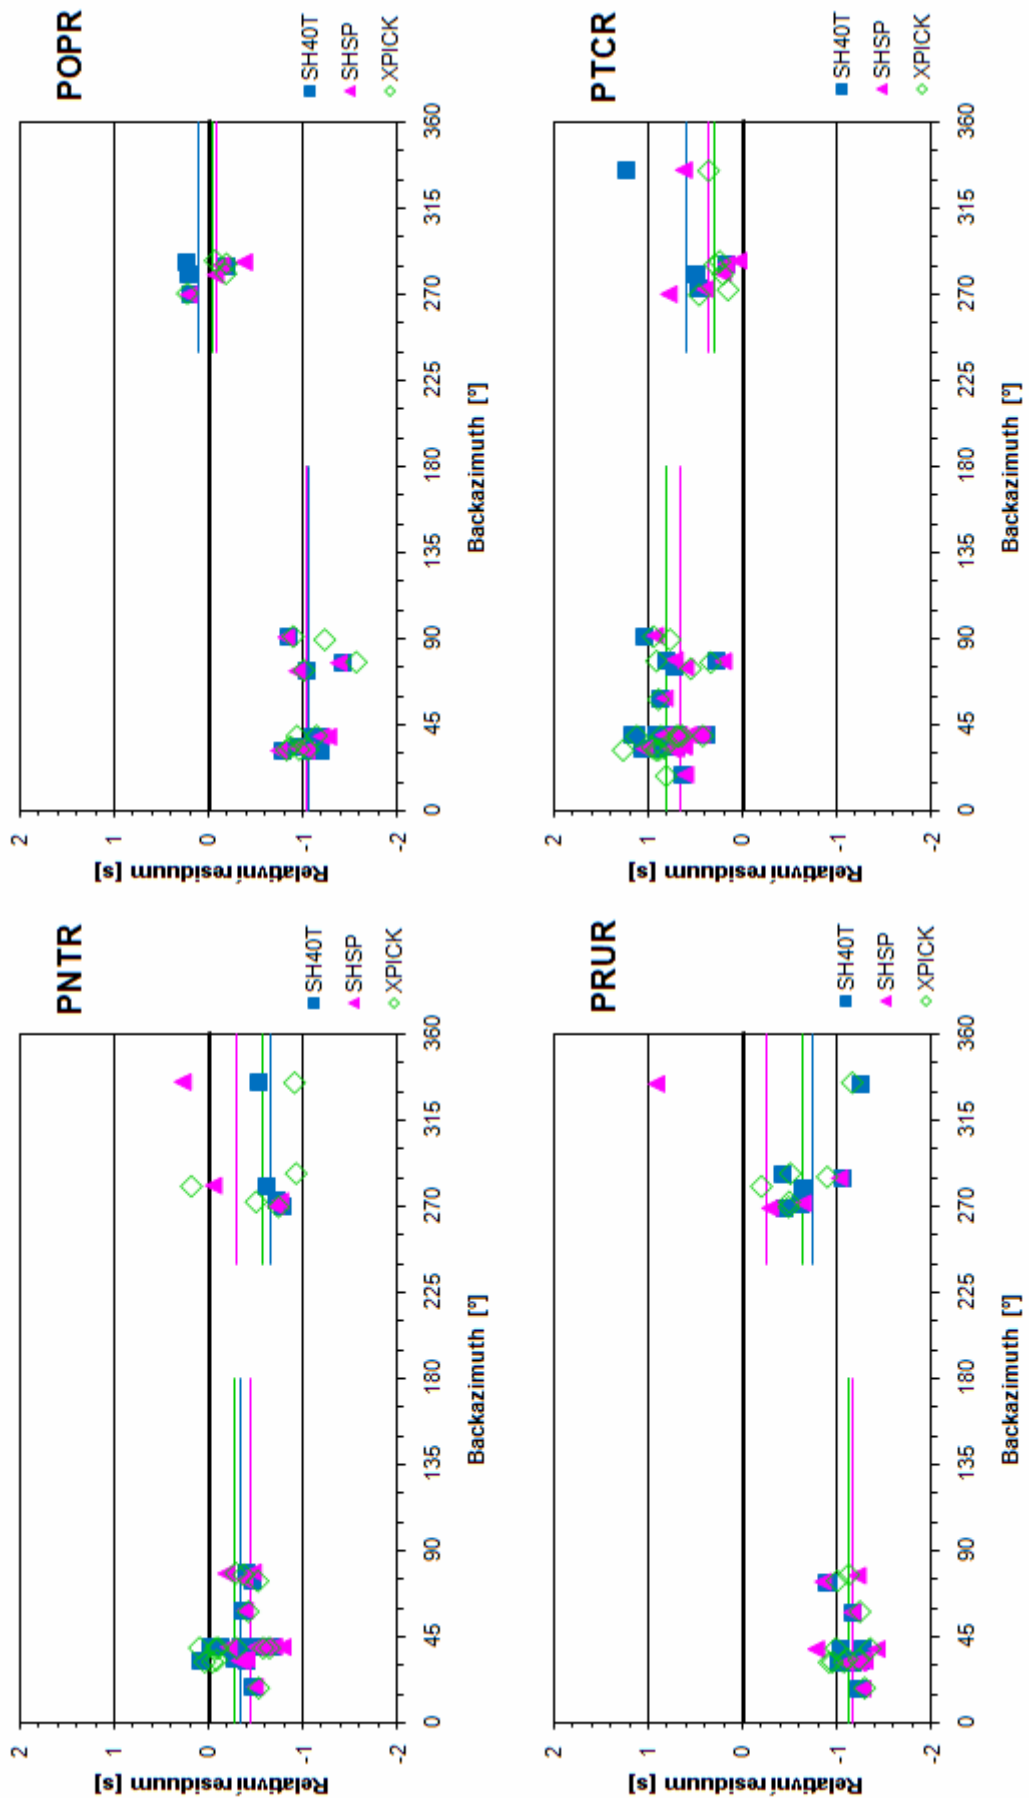 PNTR
Relativní residuum [s]
2
1
0
-1
-2
0
45
90
135
180
225
270
315
360
Backazimuth [º]
SH40T
SHSP
XPICK
POPR
Relativní residuum [s]
2
1
0
-1
-2
0
45
90
135
180
225
270
315
360
Backazimuth [º]
SH40T
SHSP
XPICK
PRUR
Relativní residuum [s]
2
1
0
-1
-2
0
45
90
135
180
225
270
315
360
Backazimuth [º]
SH40T
SHSP
XPICK
PTCR
Relativní residuum [s]
2
1
0
-1
-2
0
45
90
135
180
225
270
315
360
Backazimuth [º]
SH40T
SHSP
XPICK